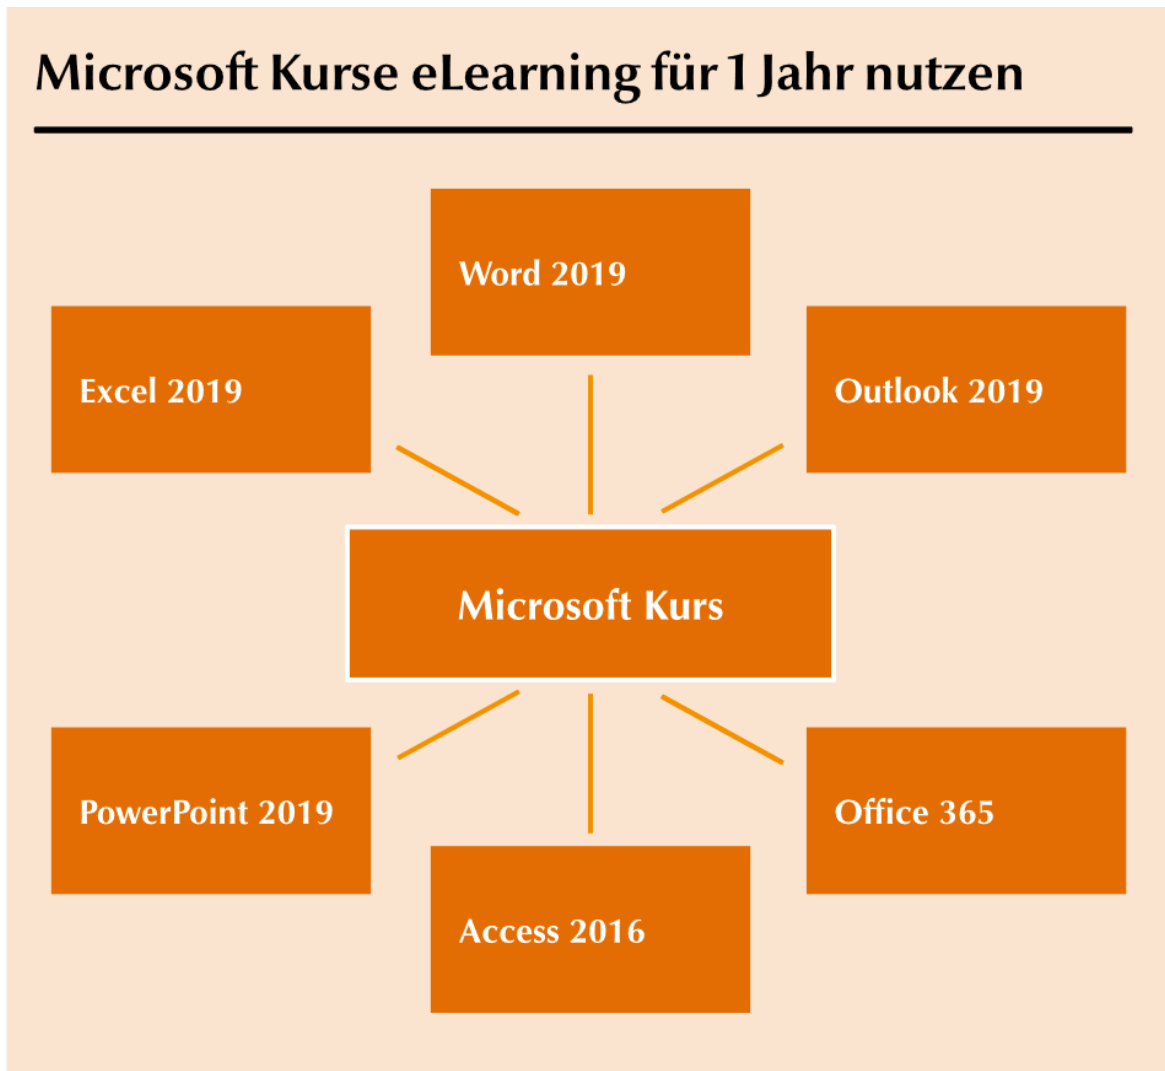 Microsoft Kurse eLearning für 1 Jahr nutzen
Word 2019
Excel 2019
Outlook 2019
Microsoft Kurs
PowerPoint 2019
Office 365
Access 2016